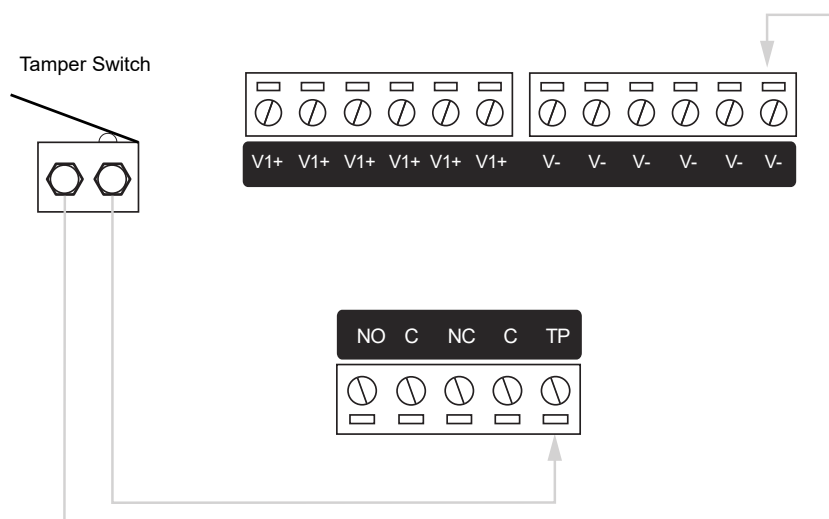 Tamper Switch
V1+ V1+ V1+ V1+ V1+ V1+ V- V- V- V- V- V-
NO C NC C TP